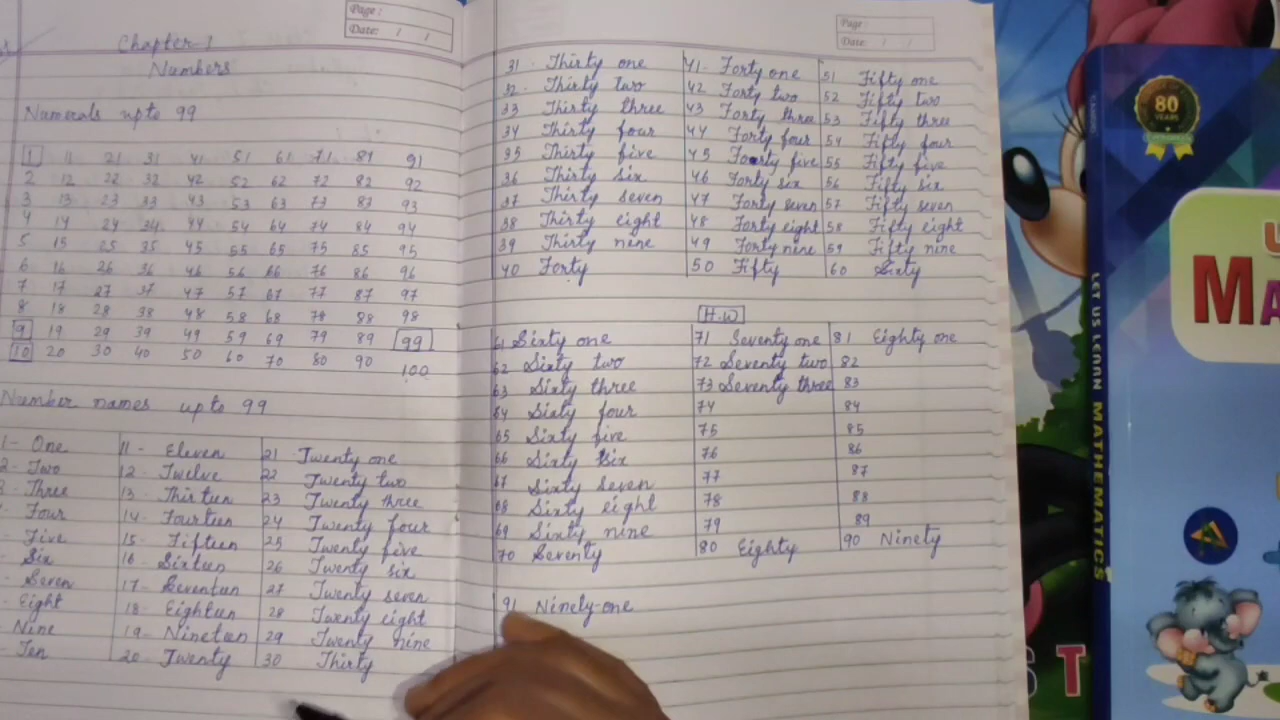 Page:
Date: / /
Chapter 1
Numbers
Numerals upto 99
1 11 21 31 41 51 61 71 81 91
2 12 22 32 42 52 62 72 82 92
3 13 23 33 43 53 63 73 83 93
4 14 24 34 44 54 64 74 84 94
5 15 25 35 45 55 65 75 85 95
6 16 26 36 46 56 66 76 86 96
7 17 27 37 47 57 67 77 87 97
8 18 28 38 48 58 68 78 88 98
9 19 29 39 49 59 69 79 89 99
10 20 30 40 50 60 70 80 90 100
Number names upto 99
1- One 11- Eleven 21 Twenty one
2- Two 12- Twelve 22 Twenty two
3- Three 13- Thirteen 23 Twenty three
Four 14- Fourteen 24 Twenty four
- Five 15- Fifteen 25 Twenty five
- Six 16- Sixteen 26 Twenty six
- Seven 17- Seventeen 27 Twenty seven
- Eight 18- Eighteen 28 Twenty eight
- Nine 19- Nineteen 29 Twenty nine
- Ten 20- Twenty 30 Thirty
Page:
Date: / /
31- Thirty one 41- Forty one 51 Fifty one
32- Thirty two 42 Forty two 52 Fifty two
33 Thirty three 43 Forty three 53 Fifty three
34 Thirty four 44 Forty four 54 Fifty four
35 Thirty five 45 Forty five 55 Fifty five
36 Thirty six 46 Forty six 56 Fifty six
37 Thirty seven 47 Forty seven 57 Fifty seven
38 Thirty eight 48 Forty eight 58 Fifty eight
39 Thirty nine 49 Forty nine 59 Fifty nine
40 Forty 50 Fifty 60 Sixty
H.W
61 Sixty one 71 Seventy one 81 Eighty one
62 Sixty two 72 Seventy two 82
63 Sixty three 73 Seventy three 83
64 Sixty four 74 84
65 Sixty five 75 85
66 Sixty six 76 86
67 Sixty seven 77 87
68 Sixty eight 78 88
69 Sixty nine 79 89
70 Seventy 80 Eighty 90 Ninety
91 Ninety-one
80
YEARS
LET US LEARN MATHEMATICS
MA
T